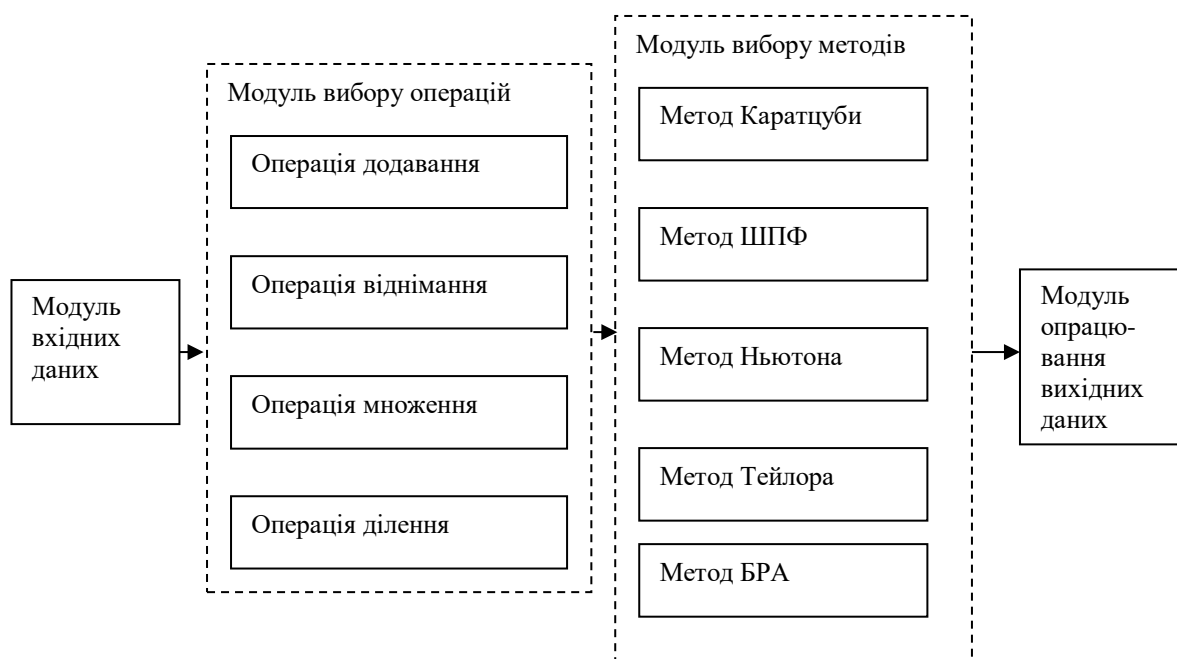 Модуль
вхідних
даних
Модуль вибору операцій
Операція додавання
Операція віднімання
Операція множення
Операція ділення
Модуль вибору методів
Метод Каратцуби
Метод ШПФ
Метод Ньютона
Метод Тейлора
Метод БРА
Модуль
опрацю-
вання
вихідних
даних